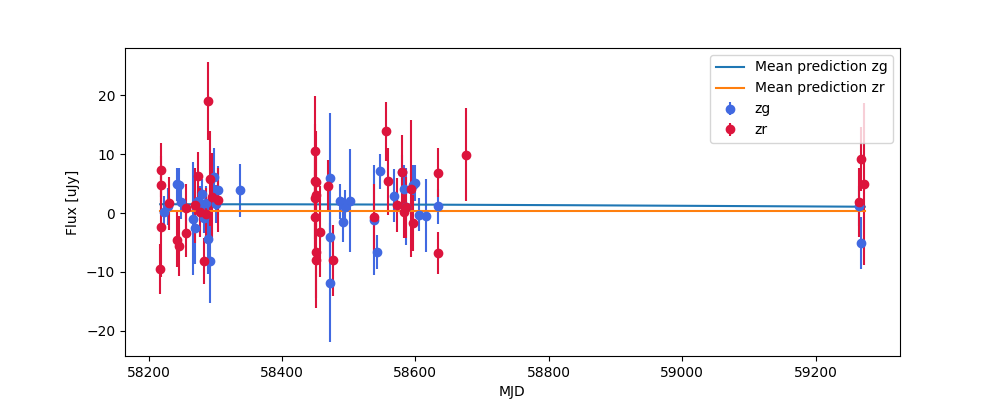 Mean prediction zg
Mean prediction zr
zg
zr
Flux [uJy]
20
10
0
−10
−20
58200
58400
58600
58800
59000
59200
MJD